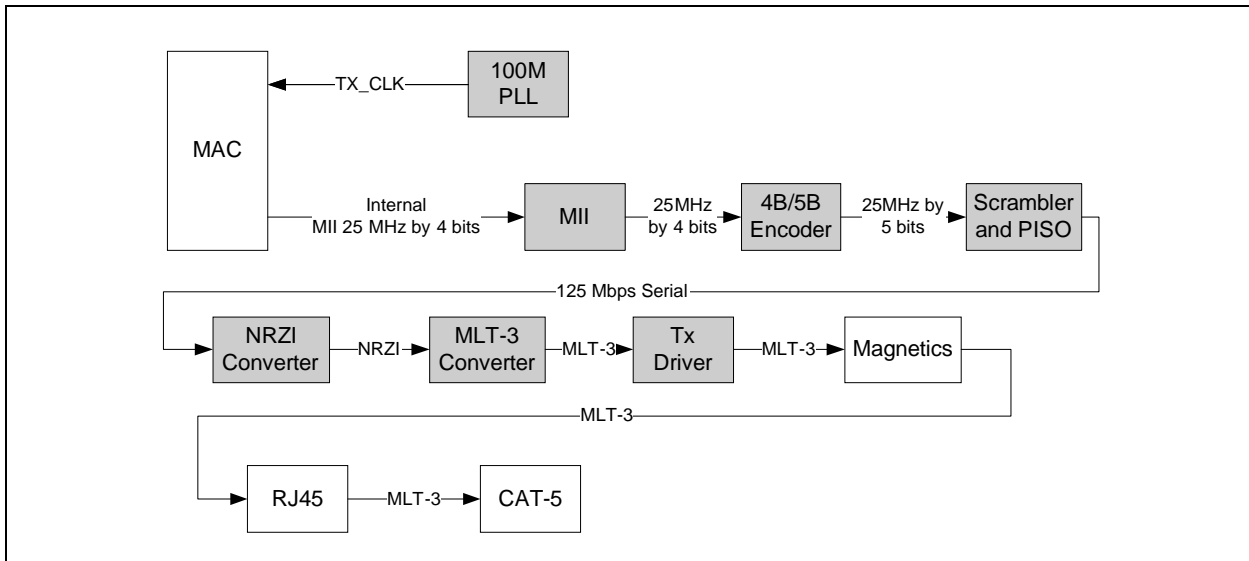 100M
PLL
TX_CLK
MAC
Internal
MII 25 MHz by 4 bits
MII
25MHz
by 4 bits
4B/5B
Encoder
25MHz by
5 bits
Scrambler
and PISO
125 Mbps Serial
NRZI
Converter
NRZI
MLT-3
Converter
MLT-3
Tx
Driver
MLT-3
Magnetics
MLT-3
RJ45
MLT-3
CAT-5